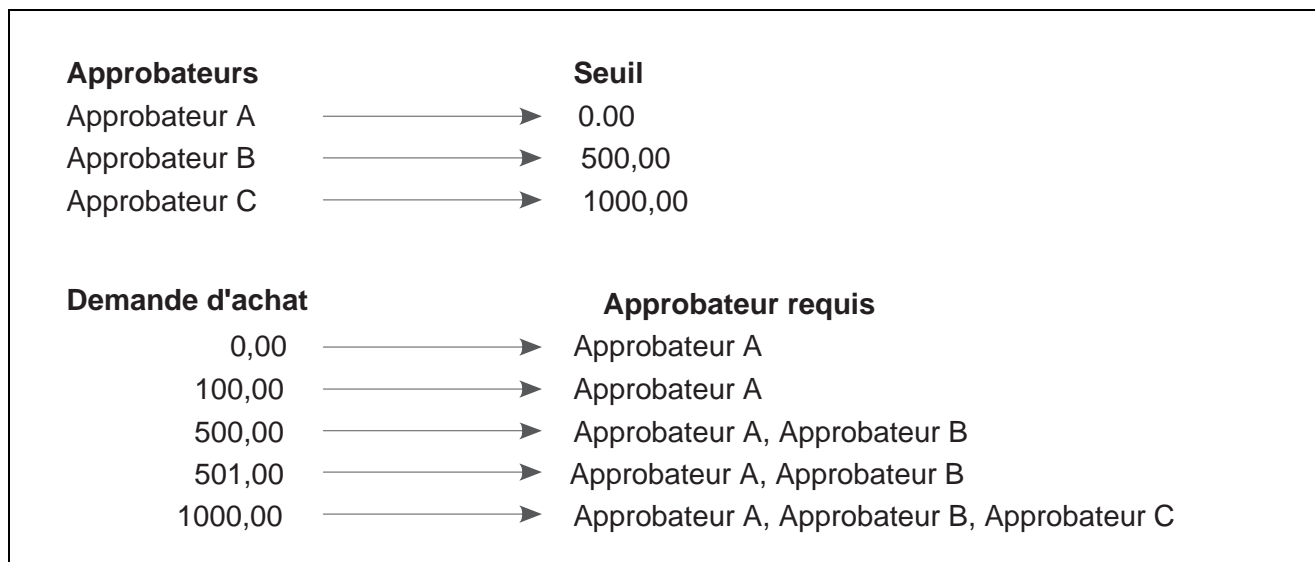 Approbateurs Seuil
Approbateur A 0.00
Approbateur B 500,00
Approbateur C 1000,00
Demande d'achat Approbateur requis
0,00 Approbateur A
100,00 Approbateur A
500,00 Approbateur A, Approbateur B
501,00 Approbateur A, Approbateur B
1000,00 Approbateur A, Approbateur B, Approbateur C